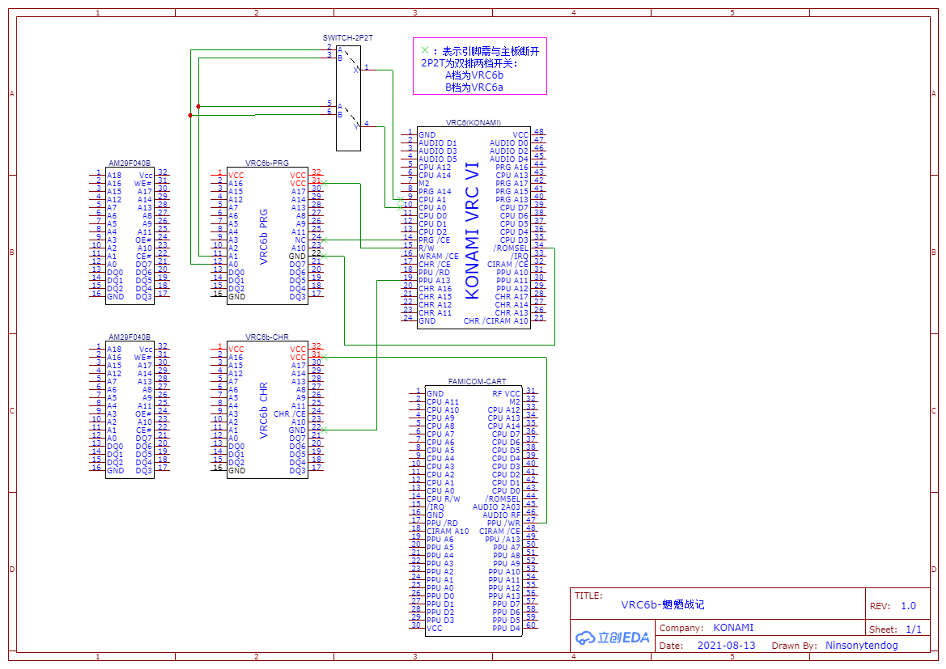 1 2 3 4 5
SWITCH-2P2T
2 A
3 B
X 1
5 A
6 B
Y 4
×：表示引脚需与主板断开
2P2T为双排两档开关:
A档为VRC6b
B档为VRC6a
A
A
VRC6(KONAMI)
1 GND VCC 48
2 AUDIO D1 AUDIO D0 47
3 AUDIO D3 AUDIO D2 46
4 AUDIO D5 AUDIO D4 45
5 CPU A12 PRG A16 44
6 CPU A14 CPU A13 43
7 M2 PRG A17 42
8 PRG A14 PRG A15 41
9 CPU A1 PRG A13 40
10 CPU A0 CPU D7 39
11 CPU D0 CPU D6 38
12 CPU D1 CPU D5 37
13 CPU D2 CPU D4 36
14 PRG /CE CPU D3 35
15 R/W /ROMSEL 34
16 WRAM /CE /IRQ 33
17 CHR /CE CIRAM /CE 32
18 PPU /RD PPU A10 31
19 PPU A13 PPU A11 30
20 CHR A16 PPU A12 29
21 CHR A15 CHR A17 28
22 CHR A12 CHR A14 27
23 CHR A11 CHR A13 26
24 GND CHR /CIRAM A10 25
KONAMI VRC VI
AM29F040B
1 A18 Vcc 32
2 A16 WE# 31
3 A15 A17 30
4 A12 A14 29
5 A7 A13 28
6 A6 A8 27
7 A5 A9 26
8 A4 A11 25
9 A3 OE# 24
10 A2 A10 23
11 A1 CE# 22
12 A0 DQ7 21
13 DQ0 DQ6 20
14 DQ1 DQ5 19
15 DQ2 DQ4 18
16 GND DQ3 17
VRC6b-PRG
1 VCC VCC 32
2 A16 VCC 31
3 A15 A17 30
4 A12 A14 29
5 A7 A13 28
6 A6 A8 27
7 A5 A9 26
8 A4 A11 25
9 A3 NC 24
10 A2 A10 23
11 A1 GND 22
12 A0 DQ7 21
13 DQ0 DQ6 20
14 DQ1 DQ5 19
15 DQ2 DQ4 18
16 GND DQ3 17
VRC6b PRG
B
B
AM29F040B
1 A18 Vcc 32
2 A16 WE# 31
3 A15 A17 30
4 A12 A14 29
5 A7 A13 28
6 A6 A8 27
7 A5 A9 26
8 A4 A11 25
9 A3 OE# 24
10 A2 A10 23
11 A1 CE# 22
12 A0 DQ7 21
13 DQ0 DQ6 20
14 DQ1 DQ5 19
15 DQ2 DQ4 18
16 GND DQ3 17
VRC6b-CHR
1 VCC VCC 32
2 A16 VCC 31
3 A15 A17 30
4 A12 A14 29
5 A7 A13 28
6 A6 A8 27
7 A5 A9 26
8 A4 A11 25
9 A3 CHR /CE 24
10 A2 A10 23
11 A1 GND 22
12 A0 DQ7 21
13 DQ0 DQ6 20
14 DQ1 DQ5 19
15 DQ2 DQ4 18
16 GND DQ3 17
VRC6b CHR
FAMICOM-CART
1 GND RF VCC 31
2 CPU A11 M2 32
3 CPU A10 CPU A12 33
4 CPU A9 CPU A13 34
5 CPU A8 CPU A14 35
6 CPU A7 CPU D7 36
7 CPU A6 CPU D6 37
8 CPU A5 CPU D5 38
9 CPU A4 CPU D4 29
10 CPU A3 CPU D3 40
11 CPU A2 CPU D2 41
12 CPU A1 CPU D1 42
13 CPU A0 CPU D0 43
14 CPU R/W /ROMSEL 44
15 /IRQ AUDIO 2A03 45
16 GND AUDIO RF 46
17 PPU /RD PPU /WR 47
18 CIRAM A10 CIRAM /CE 48
19 PPU A6 PPU /A13 49
20 PPU A5 PPU A7 50
21 PPU A4 PPU A8 51
22 PPU A3 PPU A9 52
23 PPU A2 PPU A10 53
24 PPU A1 PPU A11 54
25 PPU A0 PPU A12 55
26 PPU D0 PPU A13 56
27 PPU D1 PPU D7 57
28 PPU D2 PPU D6 58
29 PPU D3 PPU D5 59
30 VCC PPU D4 60
C
C
D
D
TITLE:
VRC6b-魍魉战记
REV: 1.0
立创EDA
Company: KONAMI
Sheet: 1/1
Date: 2021-08-13 Drawn By: Ninsonytendog
1 2 3 4 5